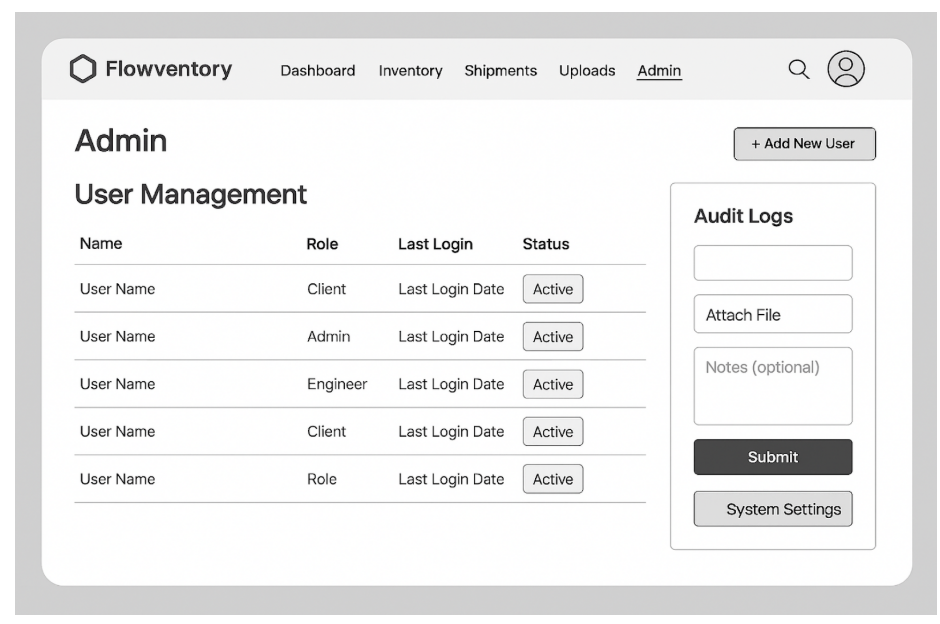 Flowventory Dashboard Inventory Shipments Uploads Admin
Admin
+ Add New User
User Management
Name Role Last Login Status
User Name Client Last Login Date Active
User Name Admin Last Login Date Active
User Name Engineer Last Login Date Active
User Name Client Last Login Date Active
User Name Role Last Login Date Active
Audit Logs
Attach File
Notes (optional)
Submit
System Settings